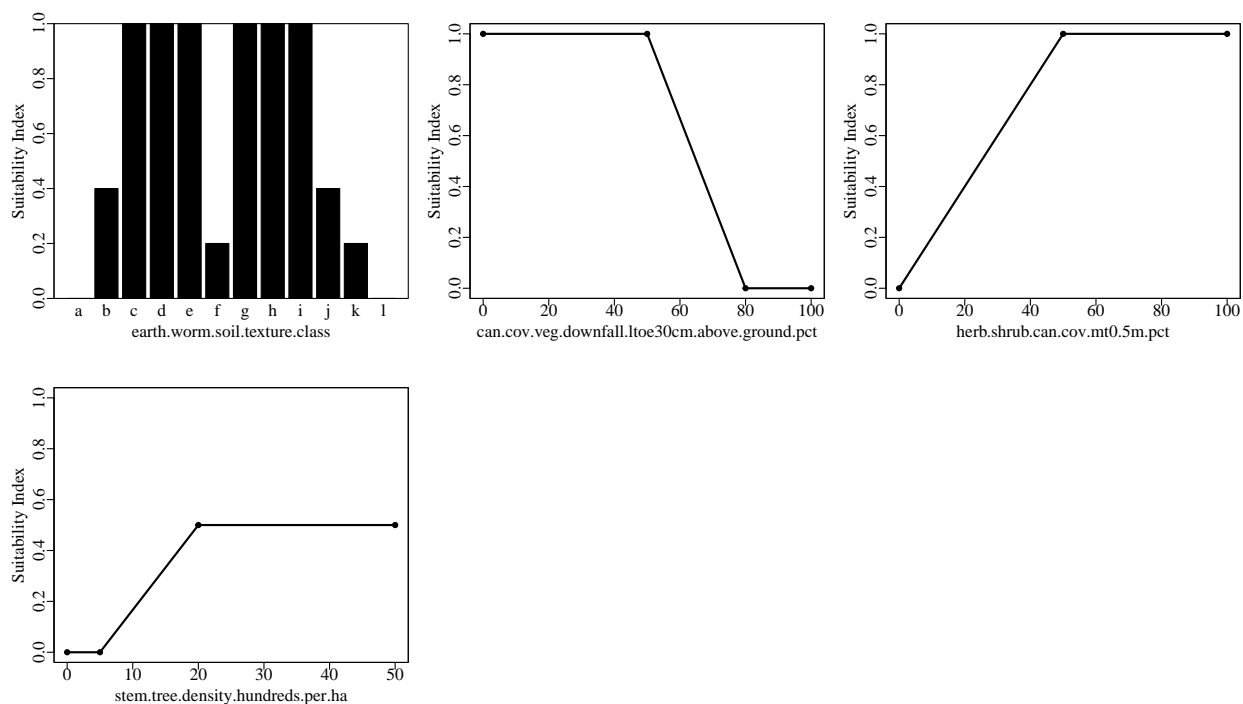 Suitability Index
1.0
0.8
0.6
0.4
0.2
0.0
a b c d e f g h i j k l
earth.worm.soil.texture.class
Suitability Index
1.0
0.8
0.6
0.4
0.2
0.0
0 20 40 60 80 100
can.cov.veg.downfall.ltoe30cm.above.ground.pct
Suitability Index
1.0
0.8
0.6
0.4
0.2
0.0
0 20 40 60 80 100
herb.shrub.can.cov.mt0.5m.pct
Suitability Index
1.0
0.8
0.6
0.4
0.2
0.0
0 10 20 30 40 50
stem.tree.density.hundreds.per.ha